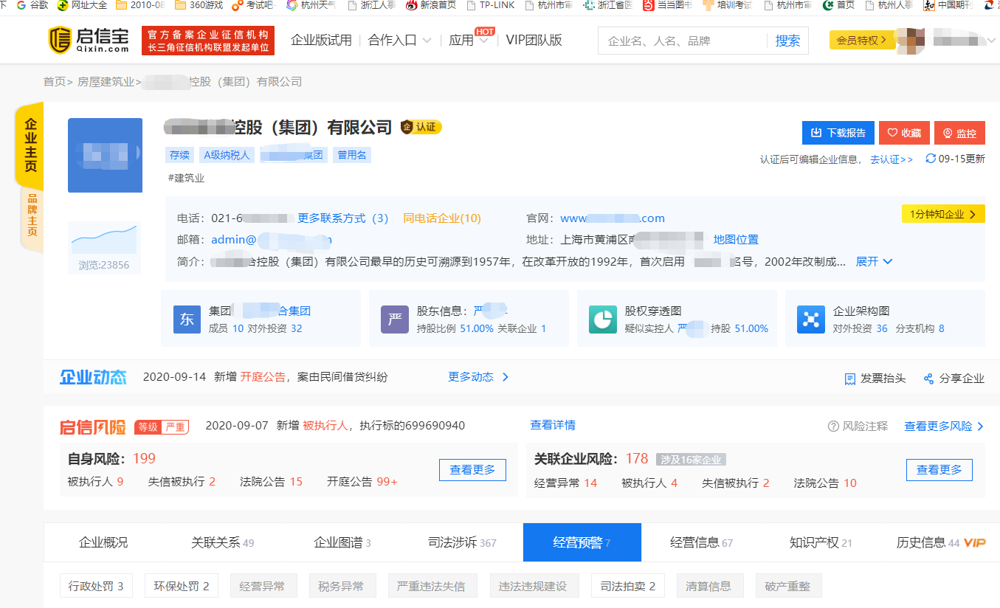 下 谷歌 网址大全 2010-08 360游戏 考试吧- 杭州天气 浙江人事 新浪首页 TP-LINK 杭州市审 浙江省医 当当图书 培训考试 杭州市审 首页 杭州人事 中国期刊
启信宝 Qixin.com 官方备案企业征信机构 长三角征信机构联盟发起单位 企业版试用 合作入口 应用 HOT VIP团队版 企业名、人名、品牌 搜索 会员特权>
首页> 房屋建筑业> 控股（集团）有限公司
企业主页
品牌主页
控股（集团）有限公司 企 认证
下载报告 收藏 监控
存续 A级纳税人 集团 曾用名
认证后可编辑企业信息， 去认证>> 09-15更新
#建筑业
电话： 021-6 更多联系方式（3） 同电话企业(10) 官网： www .com 1分钟知企业 >
邮箱： admin@ 地址： 上海市黄浦区 地图位置
简介： 控股（集团）有限公司最早的历史可溯源到1957年，在改革开放的1992年，首次启用 名号，2002年改制成... 展开
浏览:23856
东 集团 合集团
成员 10 对外投资 32
严 股东信息： 严
持股比例 51.00% 关联企业 1
股权穿透图
疑似实控人 严 持股 51.00%
企业架构图
对外投资 36 分支机构 8
企业动态 2020-09-14 新增 开庭公告，案由民间借贷纠纷 更多动态 > 发票抬头 分享企业
启信风险 等级 严重 2020-09-07 新增 被执行人，执行标的699690940 查看详情 风险注释 查看更多风险 >
自身风险： 199
被执行人 9 失信被执行 2 法院公告 15 开庭公告 99+ 查看更多
关联企业风险： 178 涉及16家企业
经营异常 14 被执行人 4 失信被执行 2 法院公告 10 查看更多
企业概况 关联关系 49 企业图谱 3 司法涉诉 367 经营预警 7 经营信息 67 知识产权 21 历史信息 44 VIP
行政处罚 3 环保处罚 2 经营异常 税务异常 严重违法失信 违法违规建设 司法拍卖 2 清算信息 破产重整